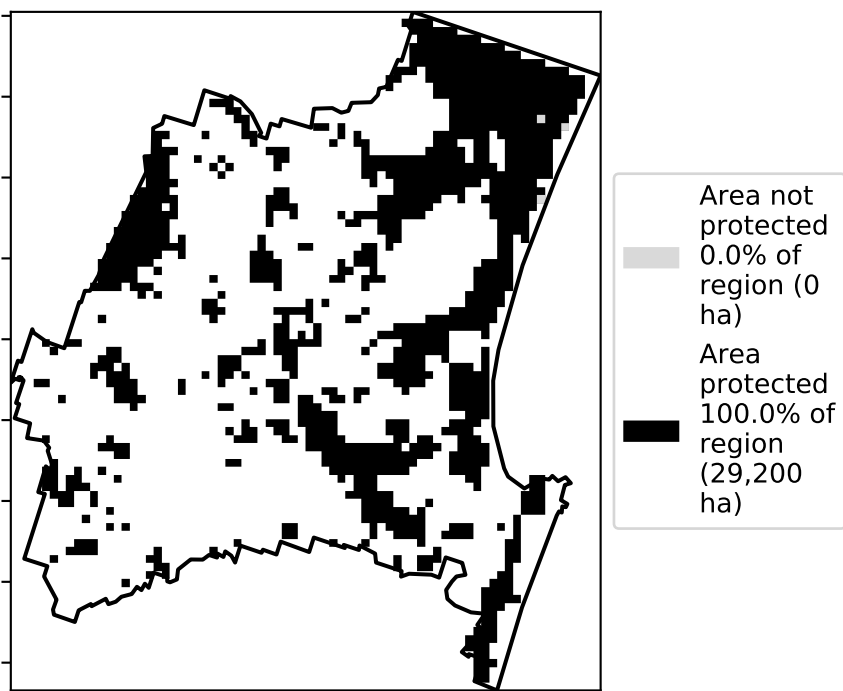 Area not
protected
0.0% of
region (0
ha)
Area
protected
100.0% of
region
(29,200
ha)